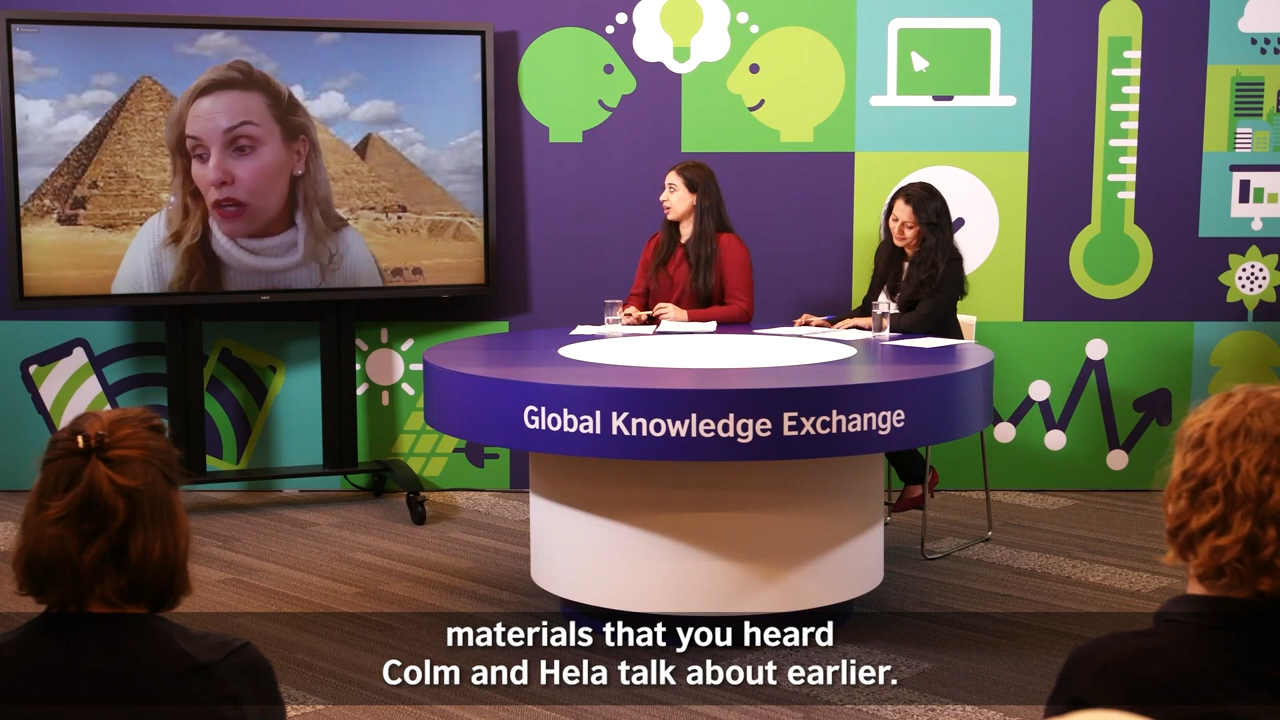 Global Knowledge Exchange
materials that you heard
Colm and Hela talk about earlier.